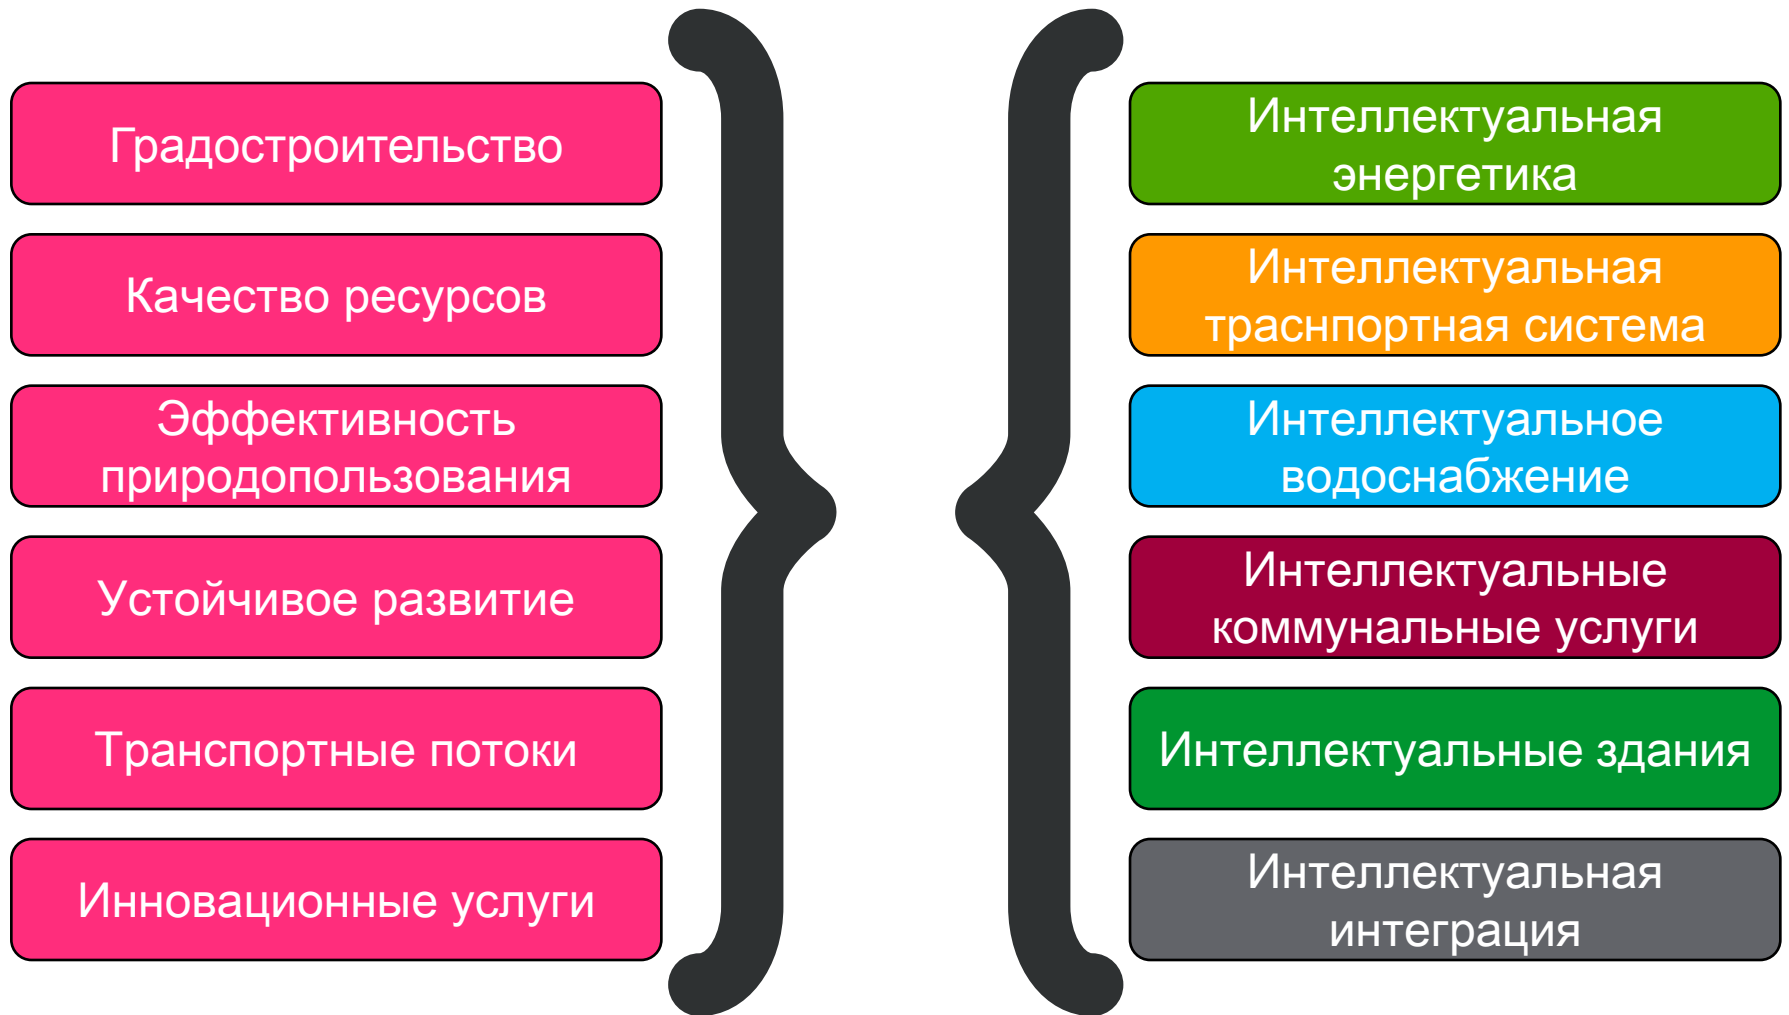 Градостроительство
Качество ресурсов
Эффективность
природопользования
Устойчивое развитие
Транспортные потоки
Инновационные услуги
Интеллектуальная
энергетика
Интеллектуальная
траснпортная система
Интеллектуальное
водоснабжение
Интеллектуальные
коммунальные услуги
Интеллектуальные здания
Интеллектуальная
интеграция